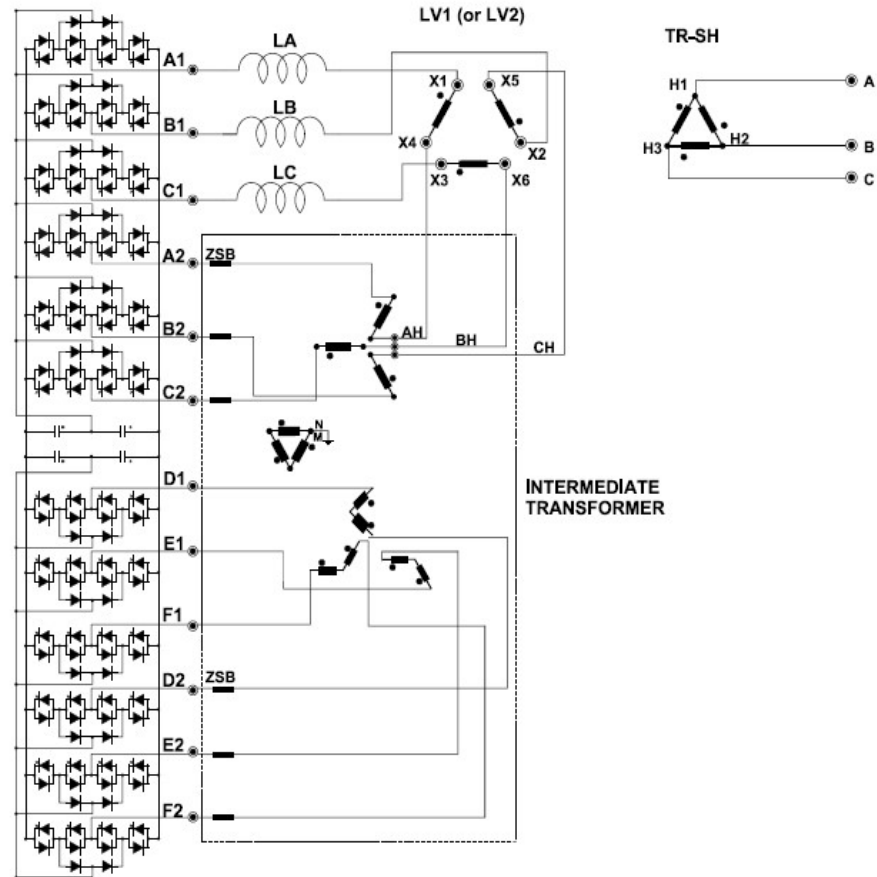 LV1 (or LV2)
TR-SH
LA
A1
X1
X5
H1
A
LB
B1
X4
X2
H3
H2
B
LC
C1
X3
X6
C
A2
ZSB
B2
AH
BH
CH
C2
N
M
D1
INTERMEDIATE
TRANSFORMER
E1
F1
D2
ZSB
E2
F2